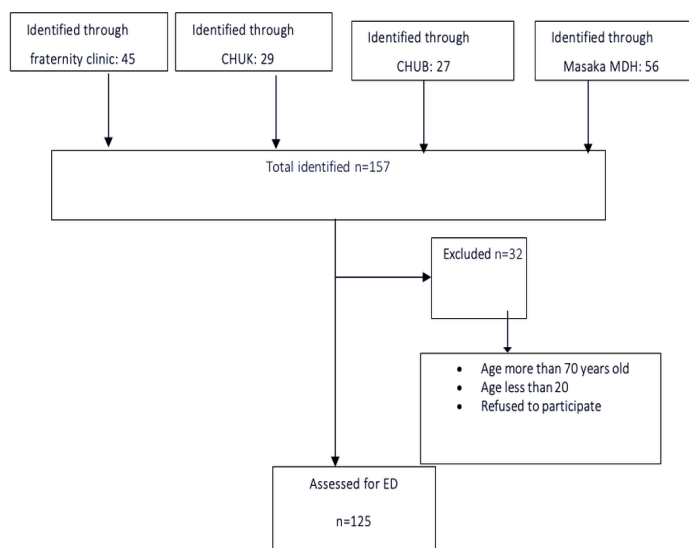 Identified through
fraternity clinic: 45
Identified through
CHUK: 29
Identified through
CHUB: 27
Identified through
Masaka MDH: 56
Total identified n=157
Excluded n=32
• Age more than 70 years old
• Age less than 20
• Refused to participate
Assessed for ED
n=125